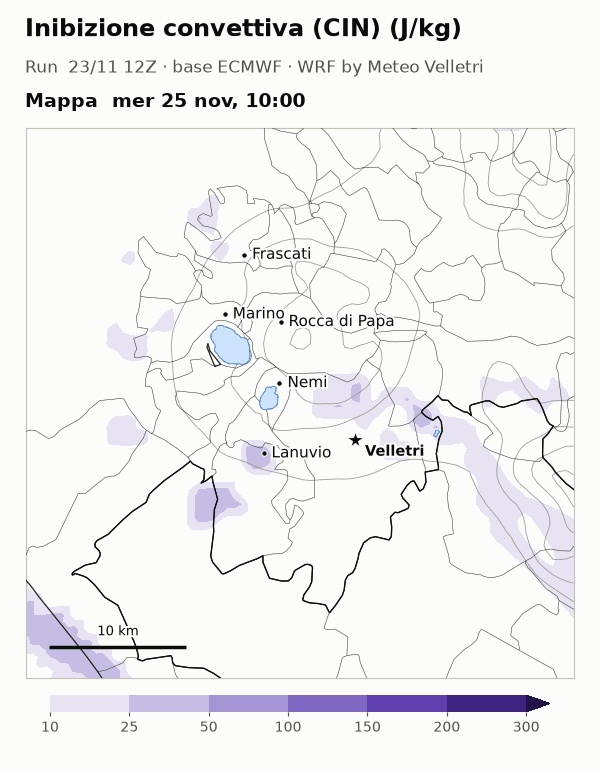 Inibizione convettiva (CIN) (J/kg)
Run 23/11 12Z · base ECMWF · WRF by Meteo Velletri
Mappa mer 25 nov, 10:00
Frascati
Marino
Rocca di Papa
Nemi
Velletri
Lanuvio
10 km
10 25 50 100 150 200 300